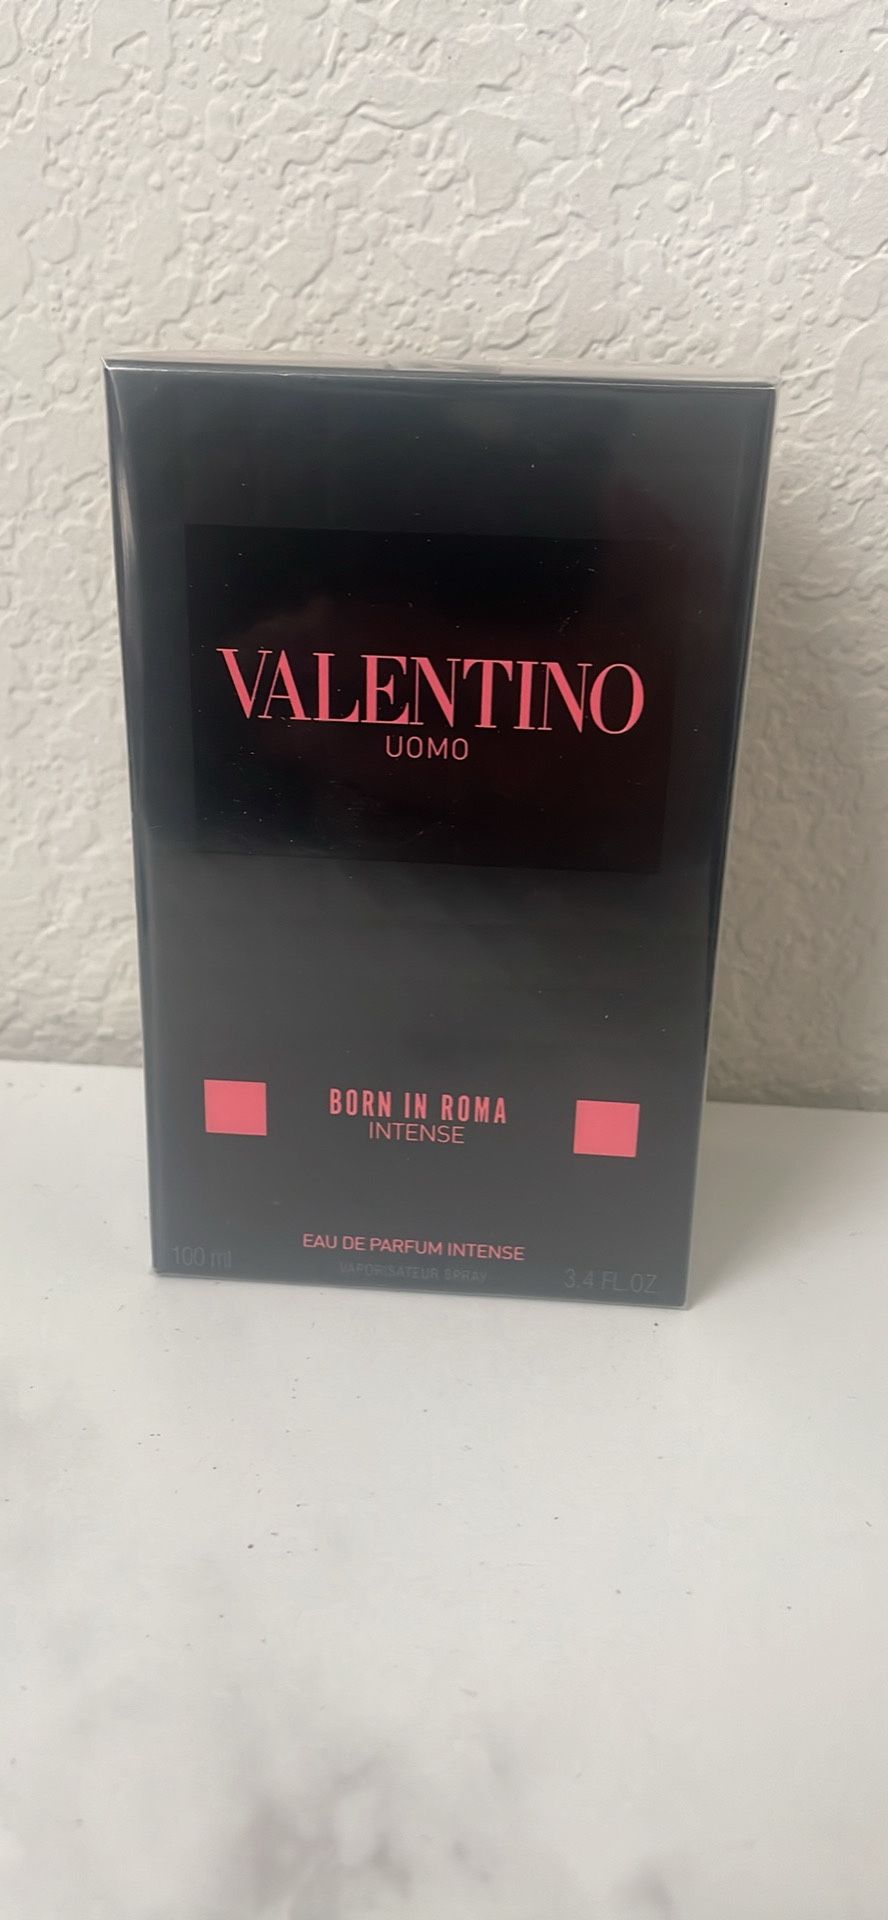 VALENTINO
UOMO
BORN IN ROMA
INTENSE
EAU DE PARFUM INTENSE
VAPORISATEUR SPRAY
100 ml
3.4 FL.OZ